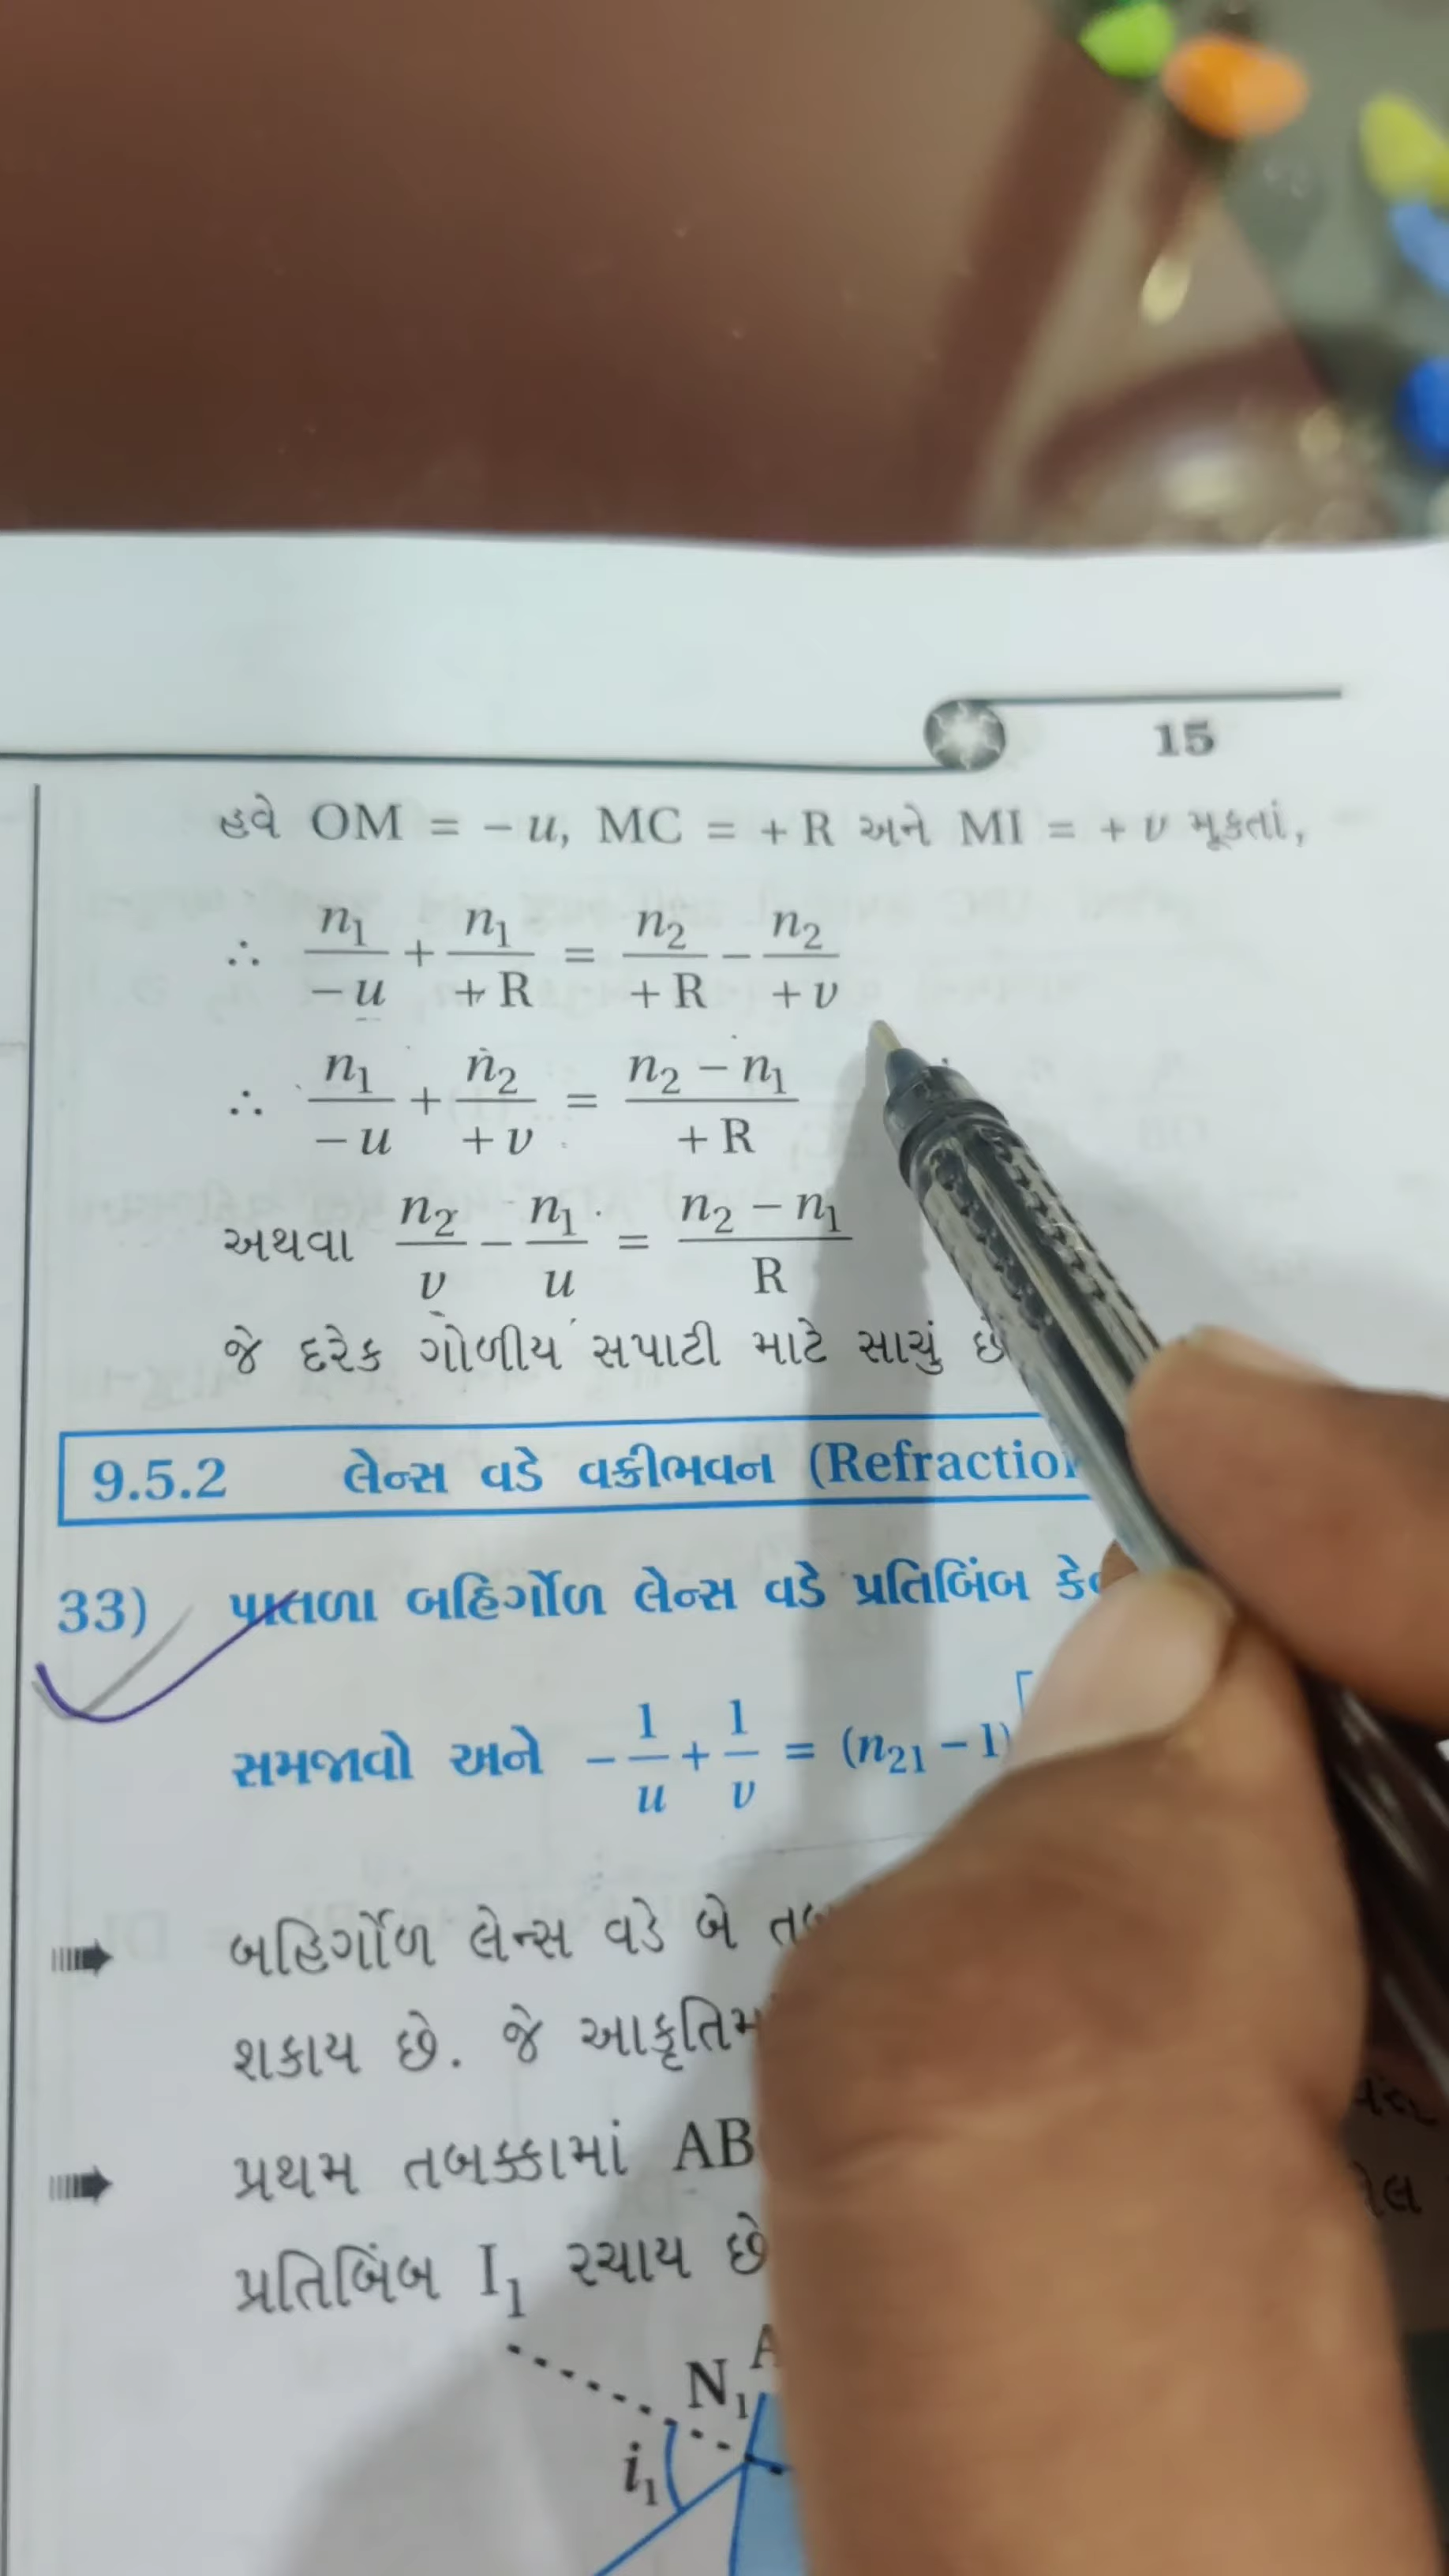 15
હવે OM = – u, MC = + R અને MI = + v મૂકતાં,
∴ n₁/–u + n₁/+R = n₂/+R – n₂/+v
∴ n₁/–u + n₂/+v = n₂ – n₁/+R
અથવા n₂/v – n₁/u = n₂ – n₁/R
જે દરેક ગોળીય સપાટી માટે સાચું છે
9.5.2 લેન્સ વડે વક્રીભવન (Refraction
33) પાતળા બહિર્ગોળ લેન્સ વડે પ્રતિબિંબ
સમજાવો અને – 1/u + 1/v = (n₂₁ – 1)
બહિર્ગોળ લેન્સ વડે બે
શકાય છે. જે
પ્રથમ તબક્કામાં AB
પ્રતિબિંબ I₁ રચાય છે
N₁ A
i₁